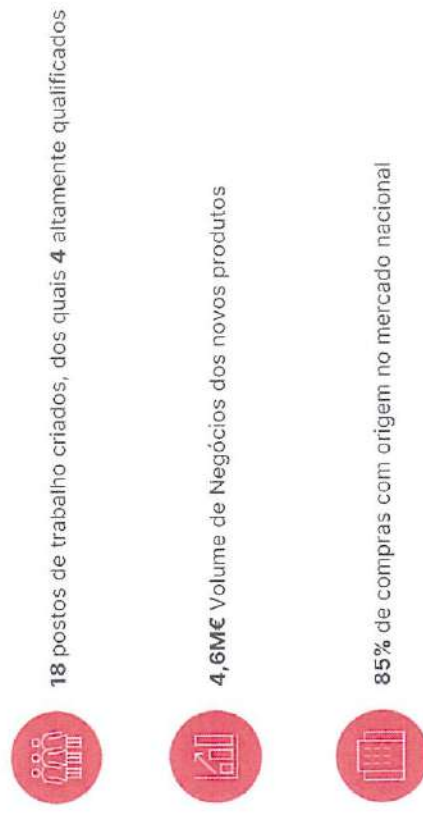 18 postos de trabalho criados, dos quais 4 altamente qualificados
4,6M€ Volume de Negócios dos novos produtos
85% de compras com origem no mercado nacional